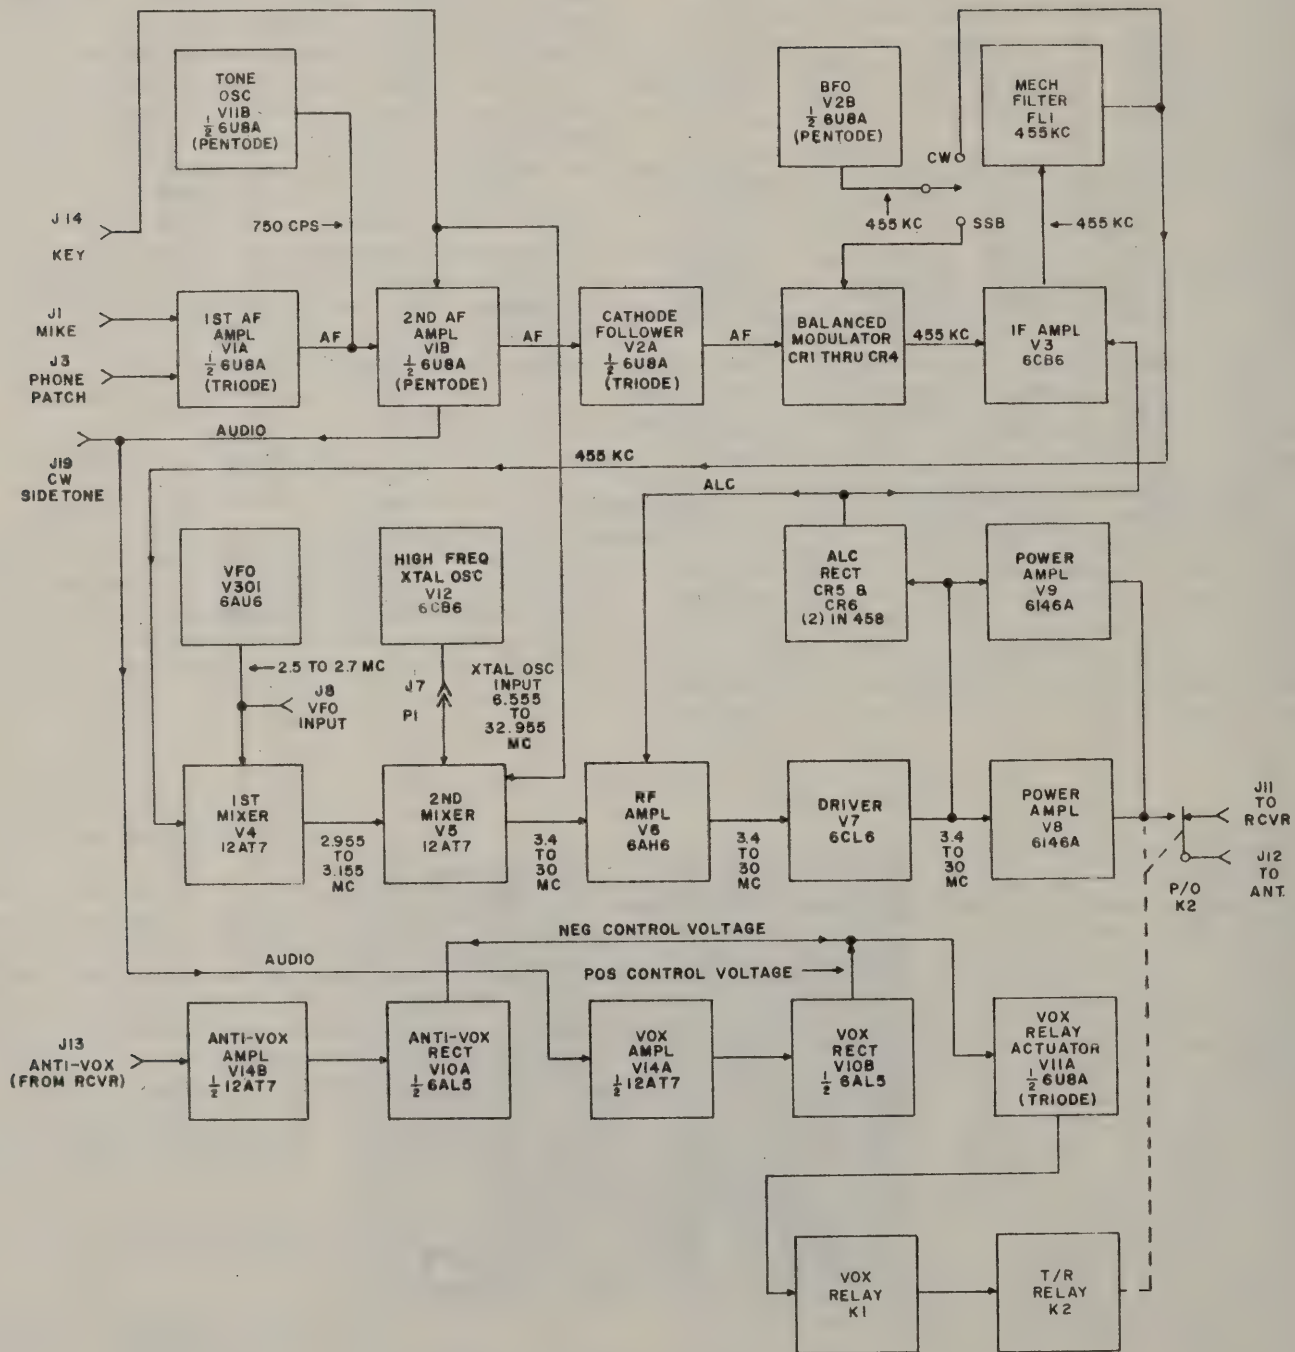 TONE
OSC
V11B
1/2 6U8A
(PENTODE)
BFO
V2B
1/2 6U8A
(PENTODE)
MECH
FILTER
FL1
455KC
CW
J14
KEY
750 CPS
455 KC
SSB
455 KC
J1
MIKE
J3
PHONE
PATCH
1ST AF
AMPL
V1A
1/2 6U8A
(TRIODE)
AF
2ND AF
AMPL
V1B
1/2 6U8A
(PENTODE)
AF
CATHODE
FOLLOWER
V2A
1/2 6U8A
(TRIODE)
AF
BALANCED
MODULATOR
CR1 THRU CR4
455 KC
IF AMPL
V3
6CB6
AUDIO
J19
CW
SIDETONE
455 KC
ALC
VFO
V301
6AU6
HIGH FREQ
XTAL OSC
V12
6CB6
ALC
RECT
CR5 &
CR6
(2) IN 458
POWER
AMPL
V9
6146A
2.5 TO 2.7 MC
J8
VFO
INPUT
J7
P1
XTAL OSC
INPUT
6.555
TO
32.955
MC
1ST
MIXER
V4
12AT7
2.955
TO
3.155
MC
2ND
MIXER
V5
12AT7
3.4
TO
30
MC
RF
AMPL
V6
6AH6
3.4
TO
30
MC
DRIVER
V7
6CL6
3.4
TO
30
MC
POWER
AMPL
V8
6146A
J11
TO
RCVR
J12
TO
ANT.
P/O
K2
NEG CONTROL VOLTAGE
AUDIO
POS CONTROL VOLTAGE
J13
ANTI-VOX
(FROM RCVR)
ANTI-VOX
AMPL
V14B
1/2 12AT7
ANTI-VOX
RECT
V10A
1/2 6AL5
VOX
AMPL
V14A
1/2 12AT7
VOX
RECT
V10B
1/2 6AL5
VOX
RELAY
ACTUATOR
V11A
1/2 6U8A
(TRIODE)
VOX
RELAY
K1
T/R
RELAY
K2